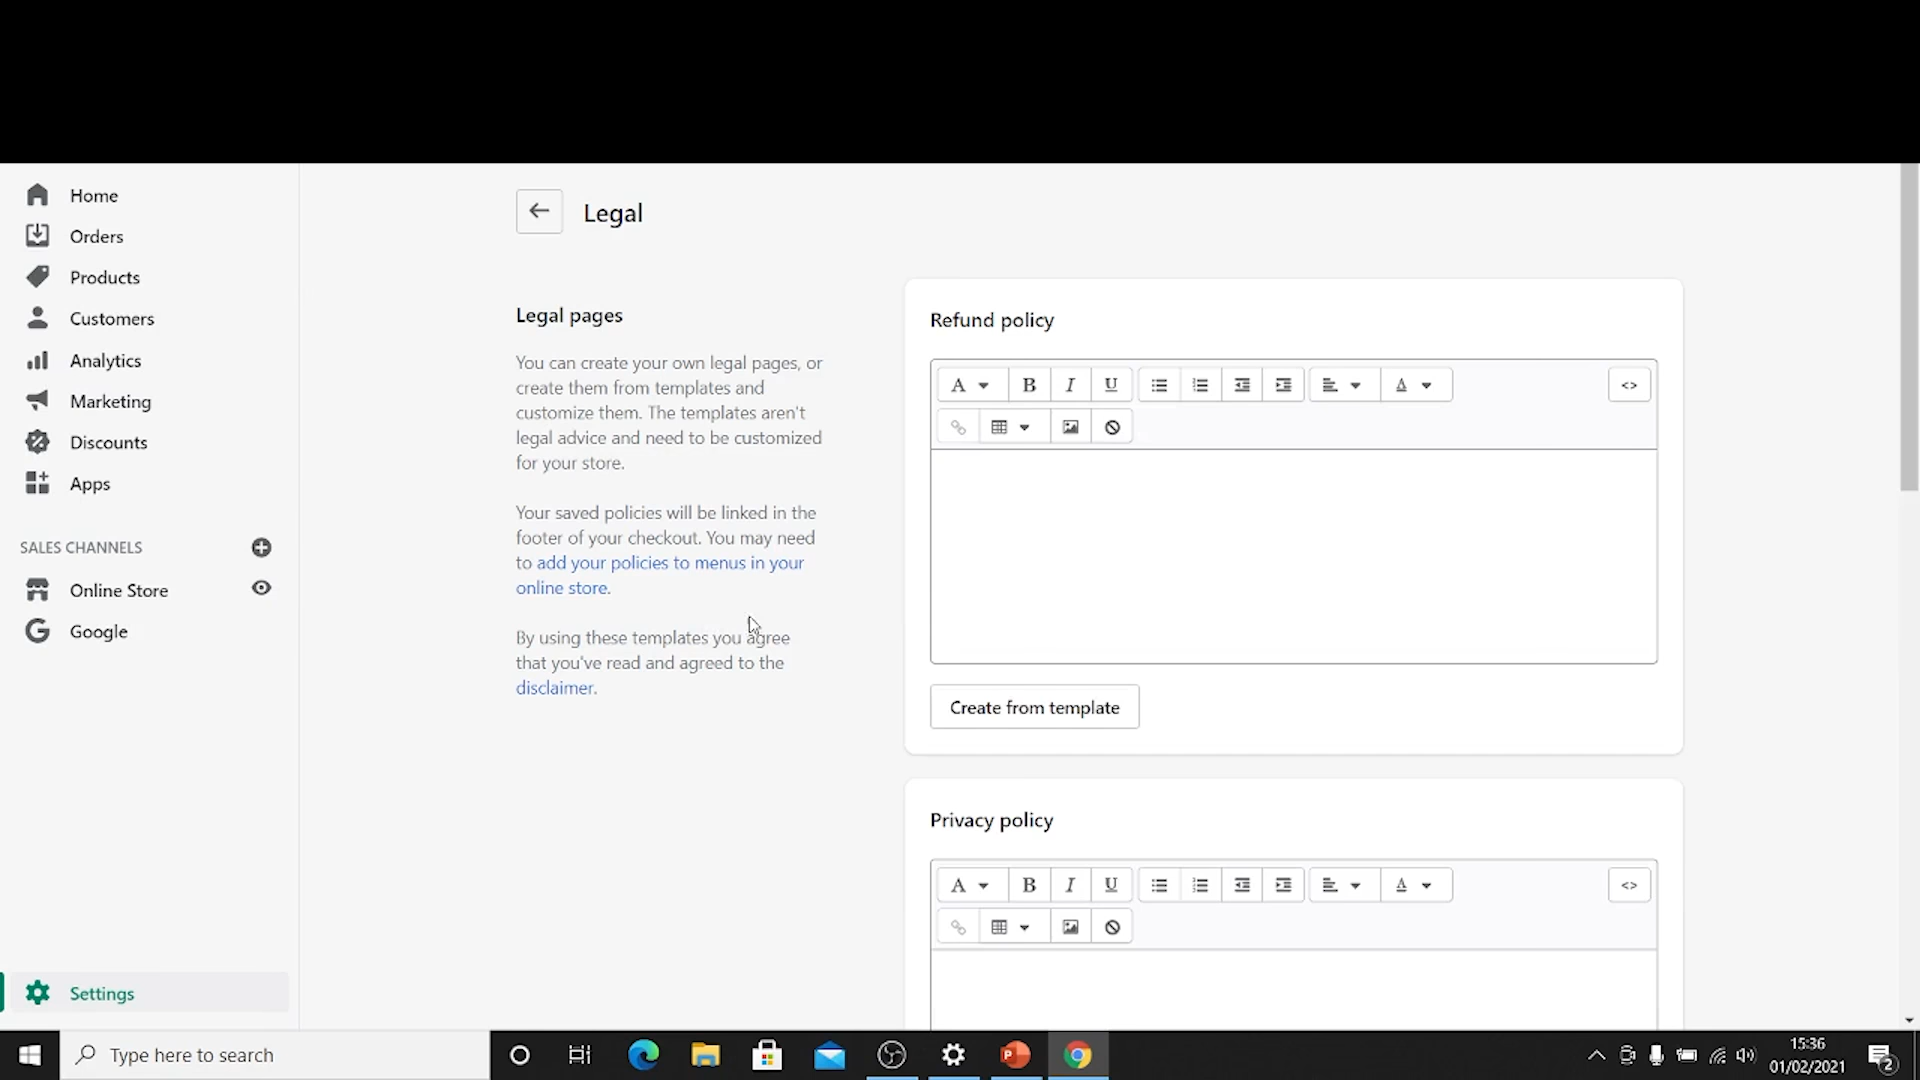 Home
Orders
Products
Customers
Analytics
Marketing
Discounts
Apps
SALES CHANNELS
Online Store
Google
Settings
Legal
Legal pages
You can create your own legal pages, or
create them from templates and
customize them. The templates aren't
legal advice and need to be customized
for your store.
Your saved policies will be linked in the
footer of your checkout. You may need
to add your policies to menus in your
online store.
By using these templates you agree
that you've read and agreed to the
disclaimer.
Refund policy
A B I U A <>
Create from template
Privacy policy
A B I U A <>
Type here to search
15:36
01/02/2021
2